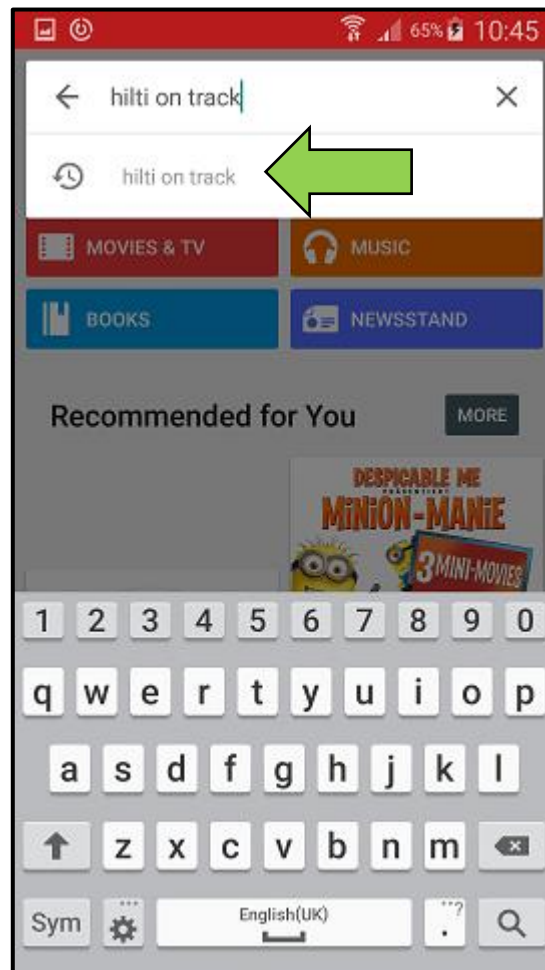 65% 10:45
hilti on track
hilti on track
MOVIES & TV
MUSIC
BOOKS
NEWSSTAND
Recommended for You
MORE
DESPICABLE ME
PRÄSENTIERT
MINION-MANIE
3 MINI-MOVIES
1 2 3 4 5 6 7 8 9 0
q w e r t y u i o p
a s d f g h j k l
z x c v b n m
Sym English(UK) ...? .